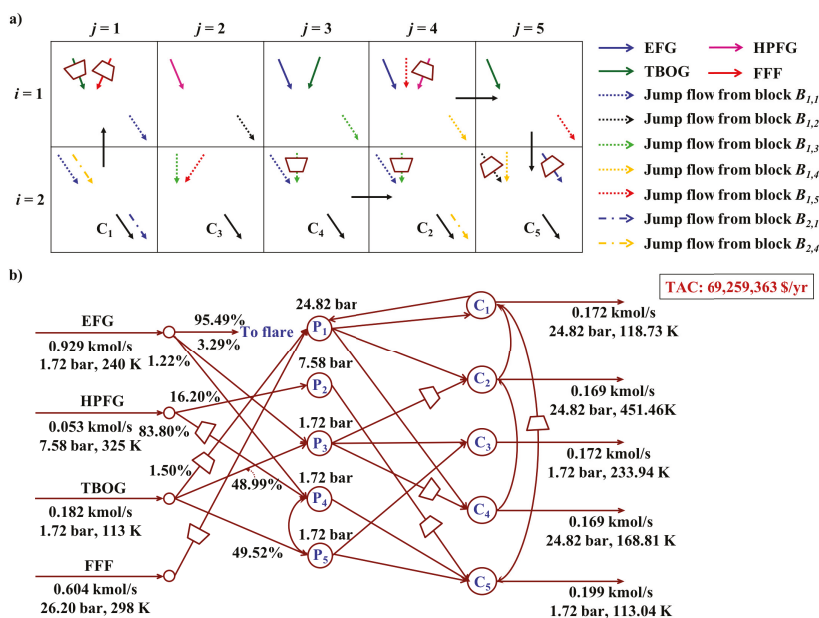 a)
j = 1 j = 2 j = 3 j = 4 j = 5
i = 1
i = 2
C1 C3 C4 C2 C5
EFG HPFG
TBOG FFF
Jump flow from block B1,1
Jump flow from block B1,2
Jump flow from block B1,3
Jump flow from block B1,4
Jump flow from block B1,5
Jump flow from block B2,1
Jump flow from block B2,4
b)
TAC: 69,259,363 $/yr
EFG
0.929 kmol/s
1.72 bar, 240 K
HPFG
0.053 kmol/s
7.58 bar, 325 K
TBOG
0.182 kmol/s
1.72 bar, 113 K
FFF
0.604 kmol/s
26.20 bar, 298 K
95.49%
To flare
3.29%
1.22%
16.20%
83.80%
1.50%
48.99%
49.52%
24.82 bar
P1
7.58 bar
P2
1.72 bar
P3
1.72 bar
P4
1.72 bar
P5
C1
C2
C3
C4
C5
0.172 kmol/s
24.82 bar, 118.73 K
0.169 kmol/s
24.82 bar, 451.46K
0.172 kmol/s
1.72 bar, 233.94 K
0.169 kmol/s
24.82 bar, 168.81 K
0.199 kmol/s
1.72 bar, 113.04 K